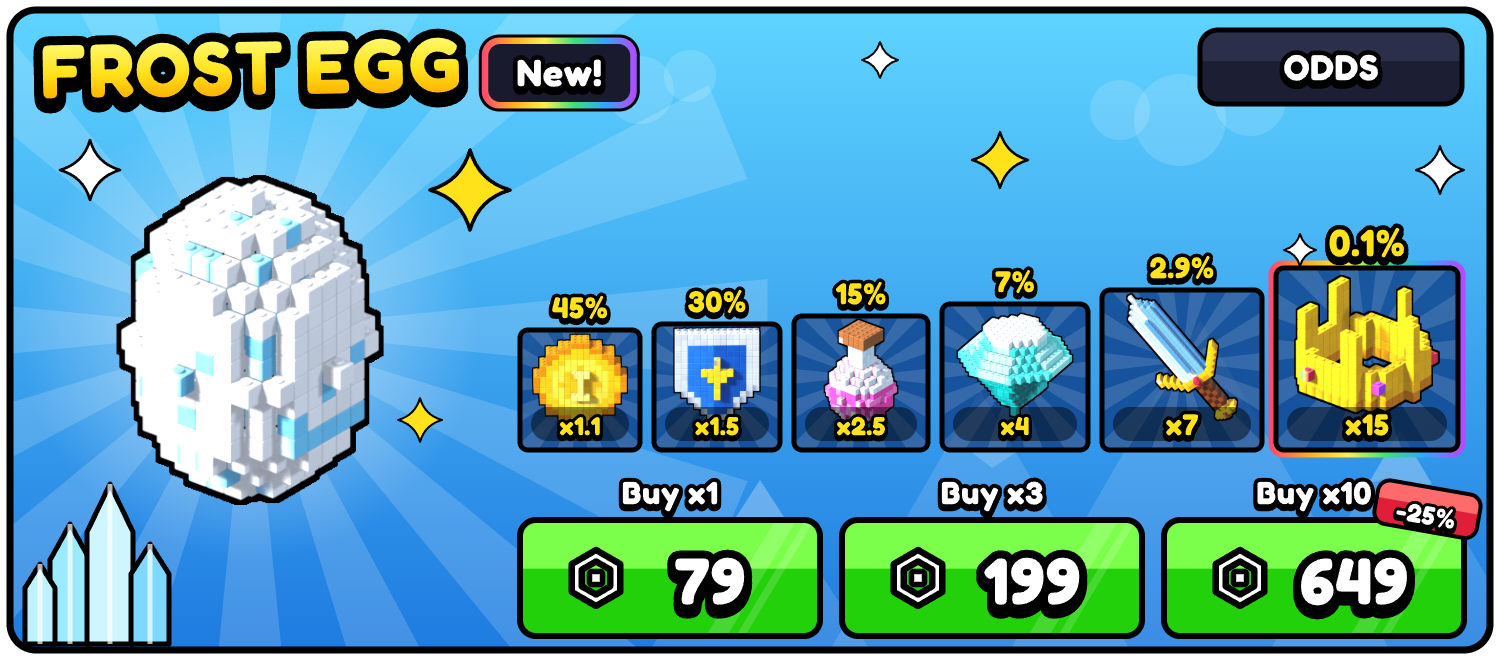 FROST EGG
New!
ODDS
45%
30%
15%
7%
2.9%
0.1%
x1.1
x1.5
x2.5
x4
x7
x15
Buy x1
Buy x3
Buy x10
-25%
79
199
649